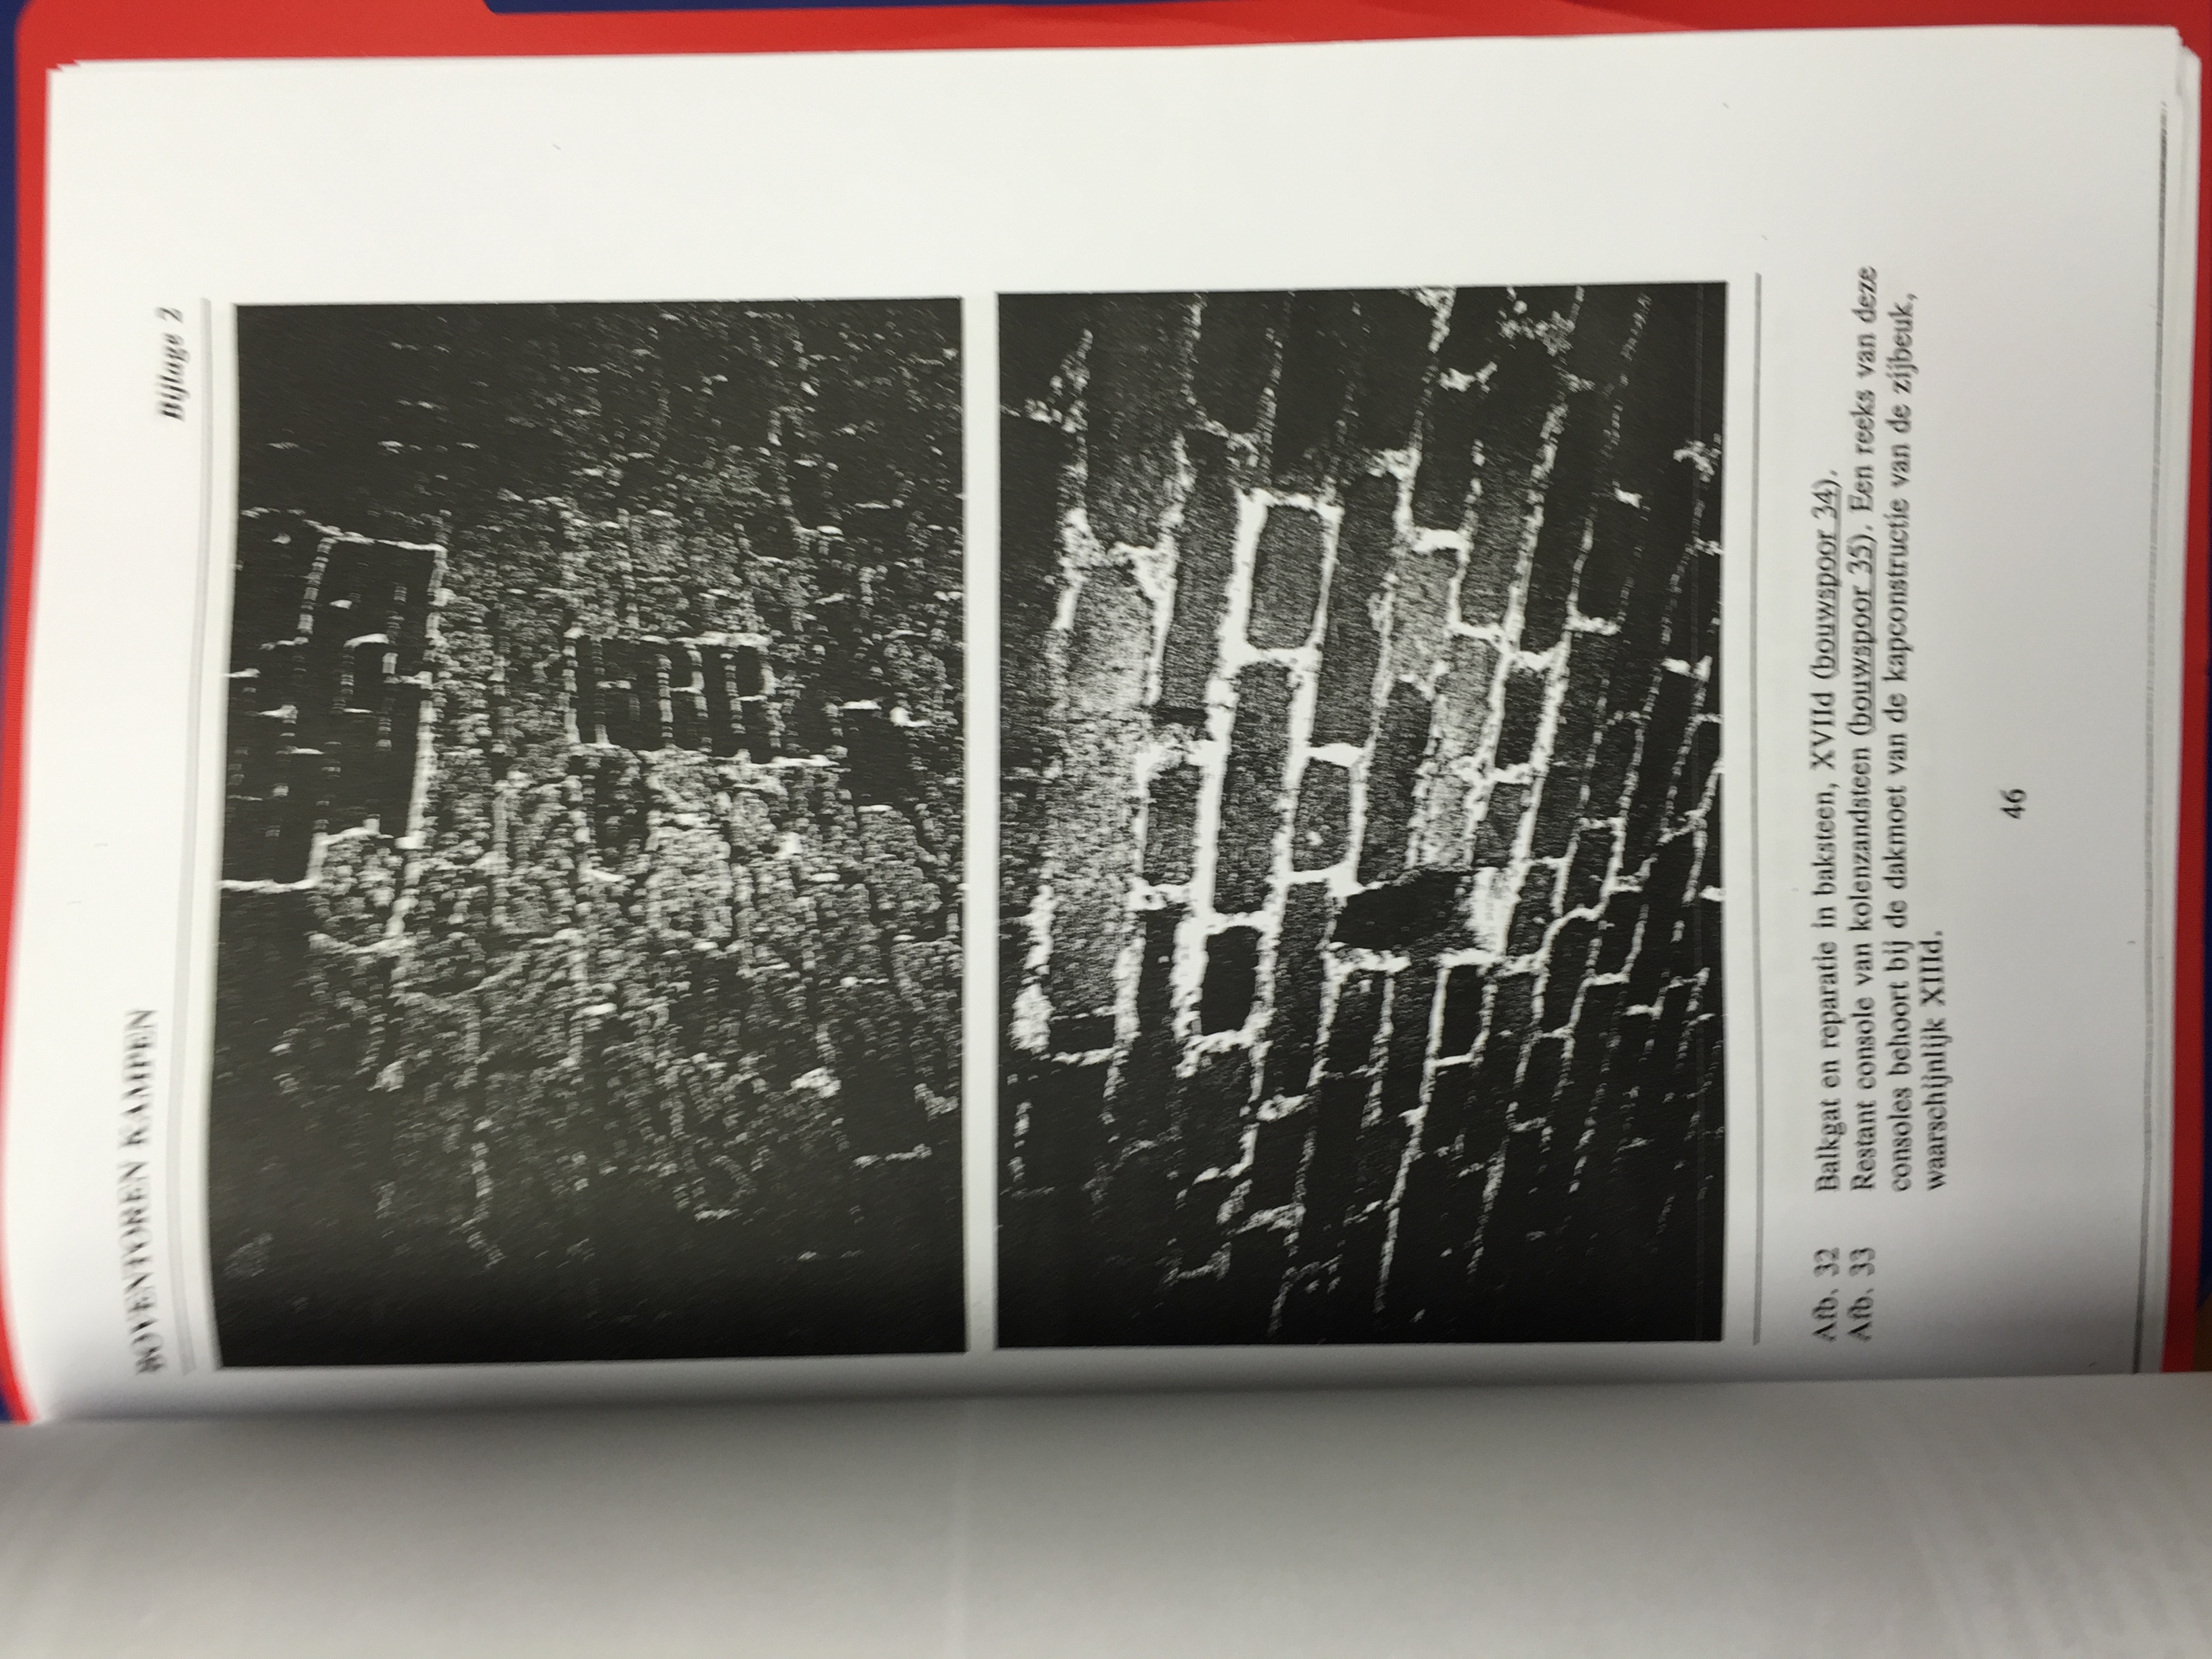 BOVENTOREN KAMPEN
Bijlage 2
Afb. 32 Balkgat en reparatie in baksteen, XVIId (bouwspoor 34).
Afb. 33 Restant console van kolenzandsteen (bouwspoor 35). Een reeks van deze
consoles behoort bij de dakmoet van de kapconstructie van de zijbeuk,
waarschijnlijk XIIId.
46